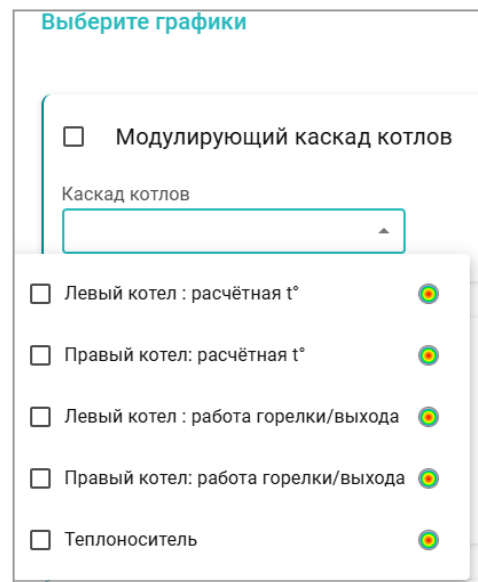 Выберите графики
Модулирующий каскад котлов
Каскад котлов
Левый котел : расчётная t°
Правый котел: расчётная t°
Левый котел : работа горелки/выхода
Правый котел: работа горелки/выхода
Теплоноситель